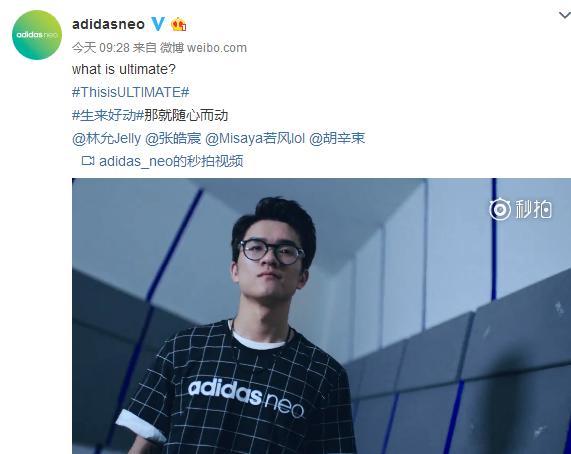 adidasneo
adidasneo V
今天 09:28 来自 微博 weibo.com
what is ultimate?
#ThisisULTIMATE#
#生来好动#那就随心而动
@林允Jelly @张皓宸 @Misaya若风lol @胡辛束
adidas_neo的秒拍视频
秒拍
adidas neo